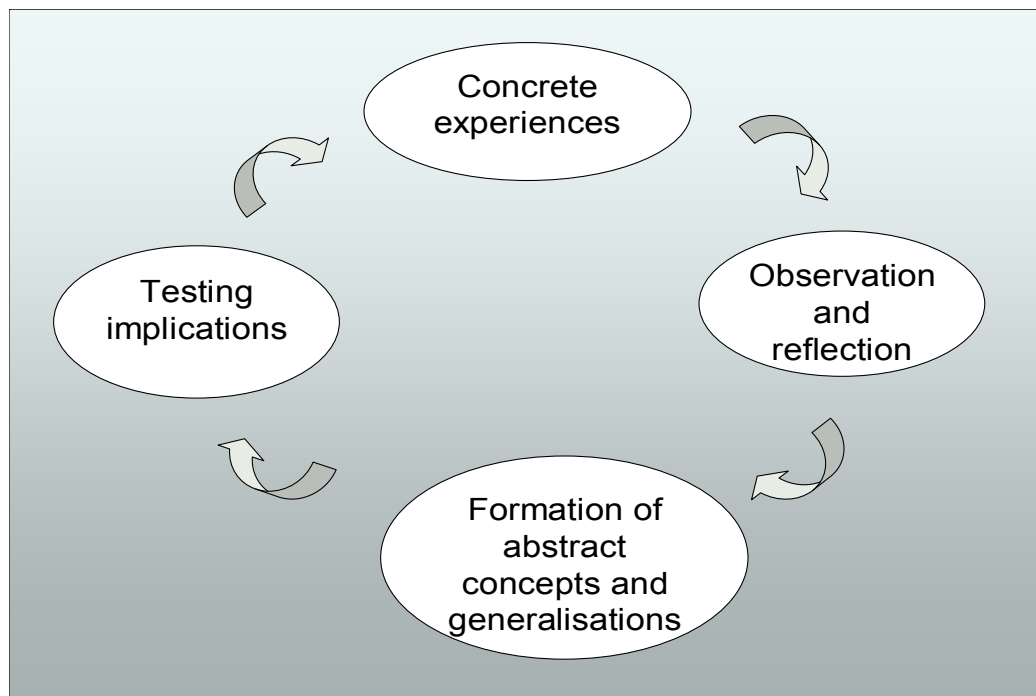 Concrete
experiences
Observation
and
reflection
Formation of
abstract
concepts and
generalisations
Testing
implications